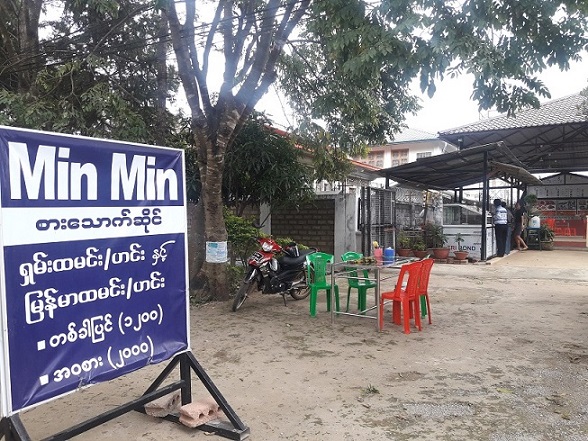 Min Min
စားသောက်ဆိုင်
ရှမ်းထမင်း/ဟင်း နှင့်
မြန်မာထမင်း/ဟင်း
• တစ်ခါပြင် (၁၂၀၀)
• အဝစား (၂၀၀၀)